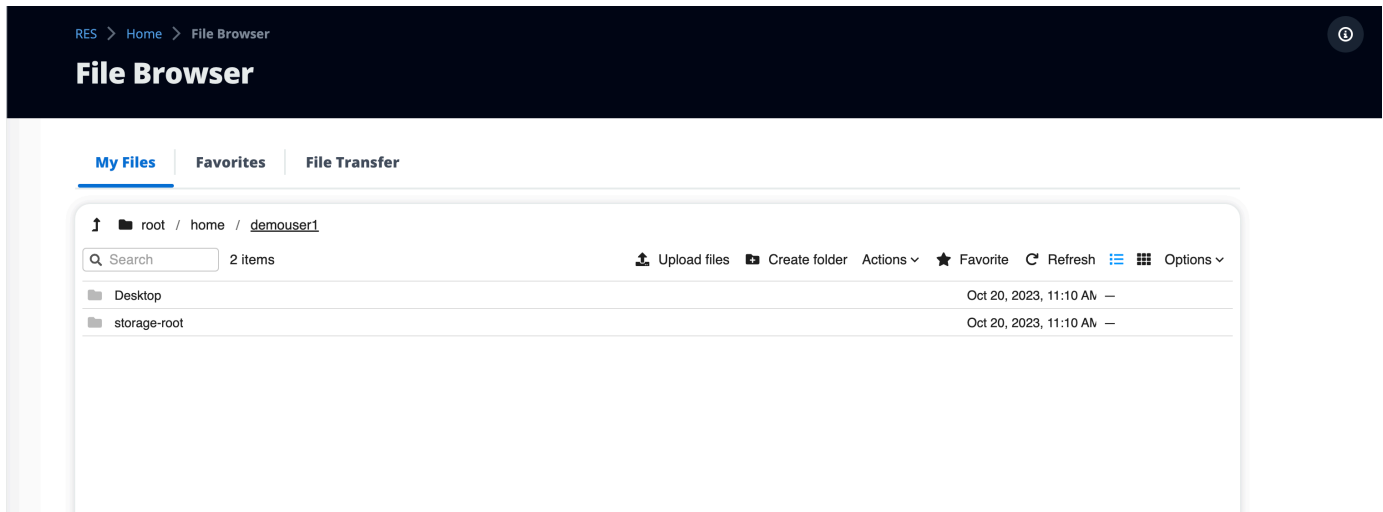 RES > Home > File Browser
File Browser
My Files Favorites File Transfer
root / home / demouser1
Search 2 items Upload files Create folder Actions Favorite Refresh Options
Desktop Oct 20, 2023, 11:10 AM —
storage-root Oct 20, 2023, 11:10 AM —